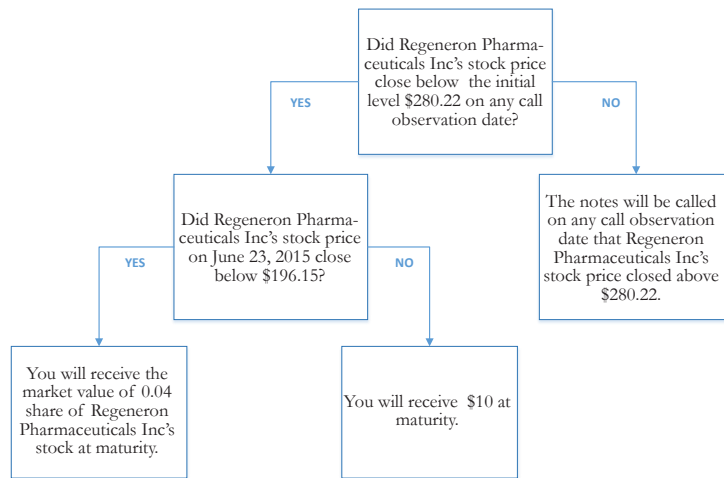 Did Regeneron Pharma-
ceuticals Inc's stock price
close below the initial
level $280.22 on any call
observation date?
YES
NO
Did Regeneron Pharma-
ceuticals Inc's stock price
on June 23, 2015 close
below $196.15?
The notes will be called
on any call observation
date that Regeneron
Pharmaceuticals Inc's
stock price closed above
$280.22.
YES
NO
You will receive the
market value of 0.04
share of Regeneron
Pharmaceuticals Inc's
stock at maturity.
You will receive $10 at
maturity.